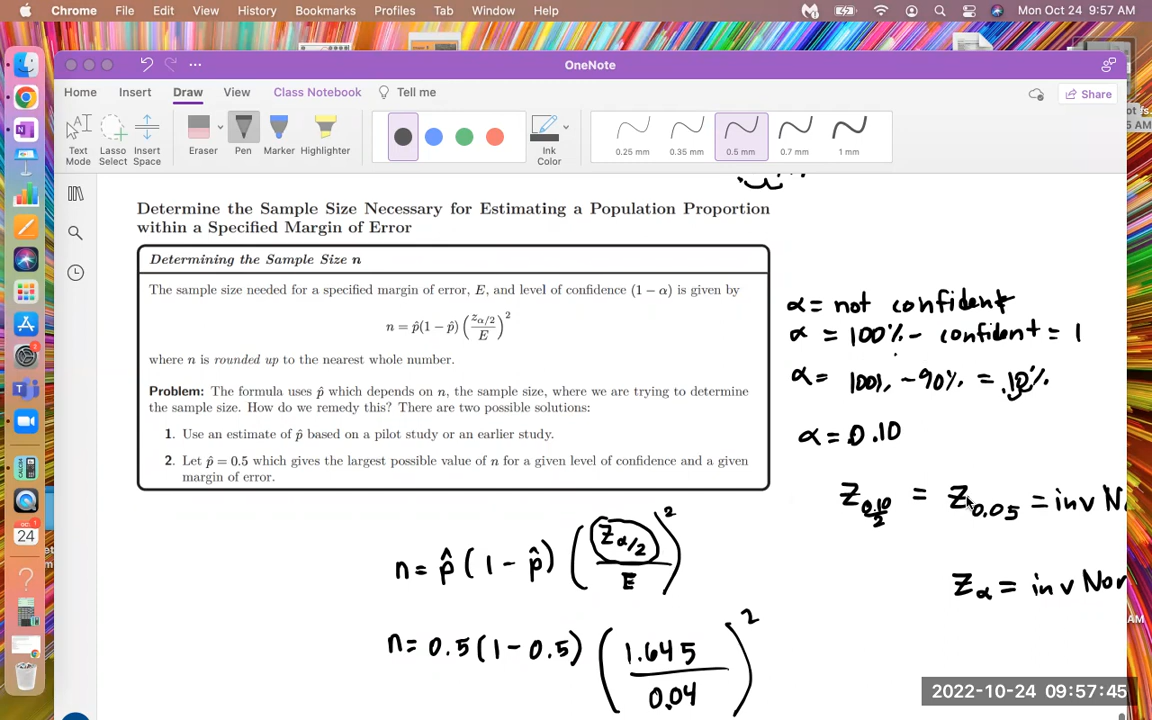 Chrome File Edit View History Bookmarks Profiles Tab Window Help Mon Oct 24 9:57 AM
OneNote
Home Insert Draw View Class Notebook Tell me Share
Text Mode
Lasso Select
Insert Space
Eraser
Pen
Marker
Highlighter
Ink Color
0.25 mm
0.35 mm
0.5 mm
0.7 mm
1 mm
Determine the Sample Size Necessary for Estimating a Population Proportion
within a Specified Margin of Error
Determining the Sample Size n
The sample size needed for a specified margin of error, E, and level of confidence (1 − α) is given by
n = p̂(1 − p̂) (z_{α/2} / E)²
where n is rounded up to the nearest whole number.
Problem: The formula uses p̂ which depends on n, the sample size, where we are trying to determine
the sample size. How do we remedy this? There are two possible solutions:
1. Use an estimate of p̂ based on a pilot study or an earlier study.
2. Let p̂ = 0.5 which gives the largest possible value of n for a given level of confidence and a given
margin of error.
α = not confident
α = 100% − confident = 1
α = 100% − 90% = .10%
α = 0.10
Z_{0.10/2} = Z_{0.05} = inv N
Z_α = inv Nor
n = p̂ (1 − p̂) (Z_{α/2} / E)²
n = 0.5 (1 − 0.5) (1.645 / 0.04)²
2022-10-24 09:57:45